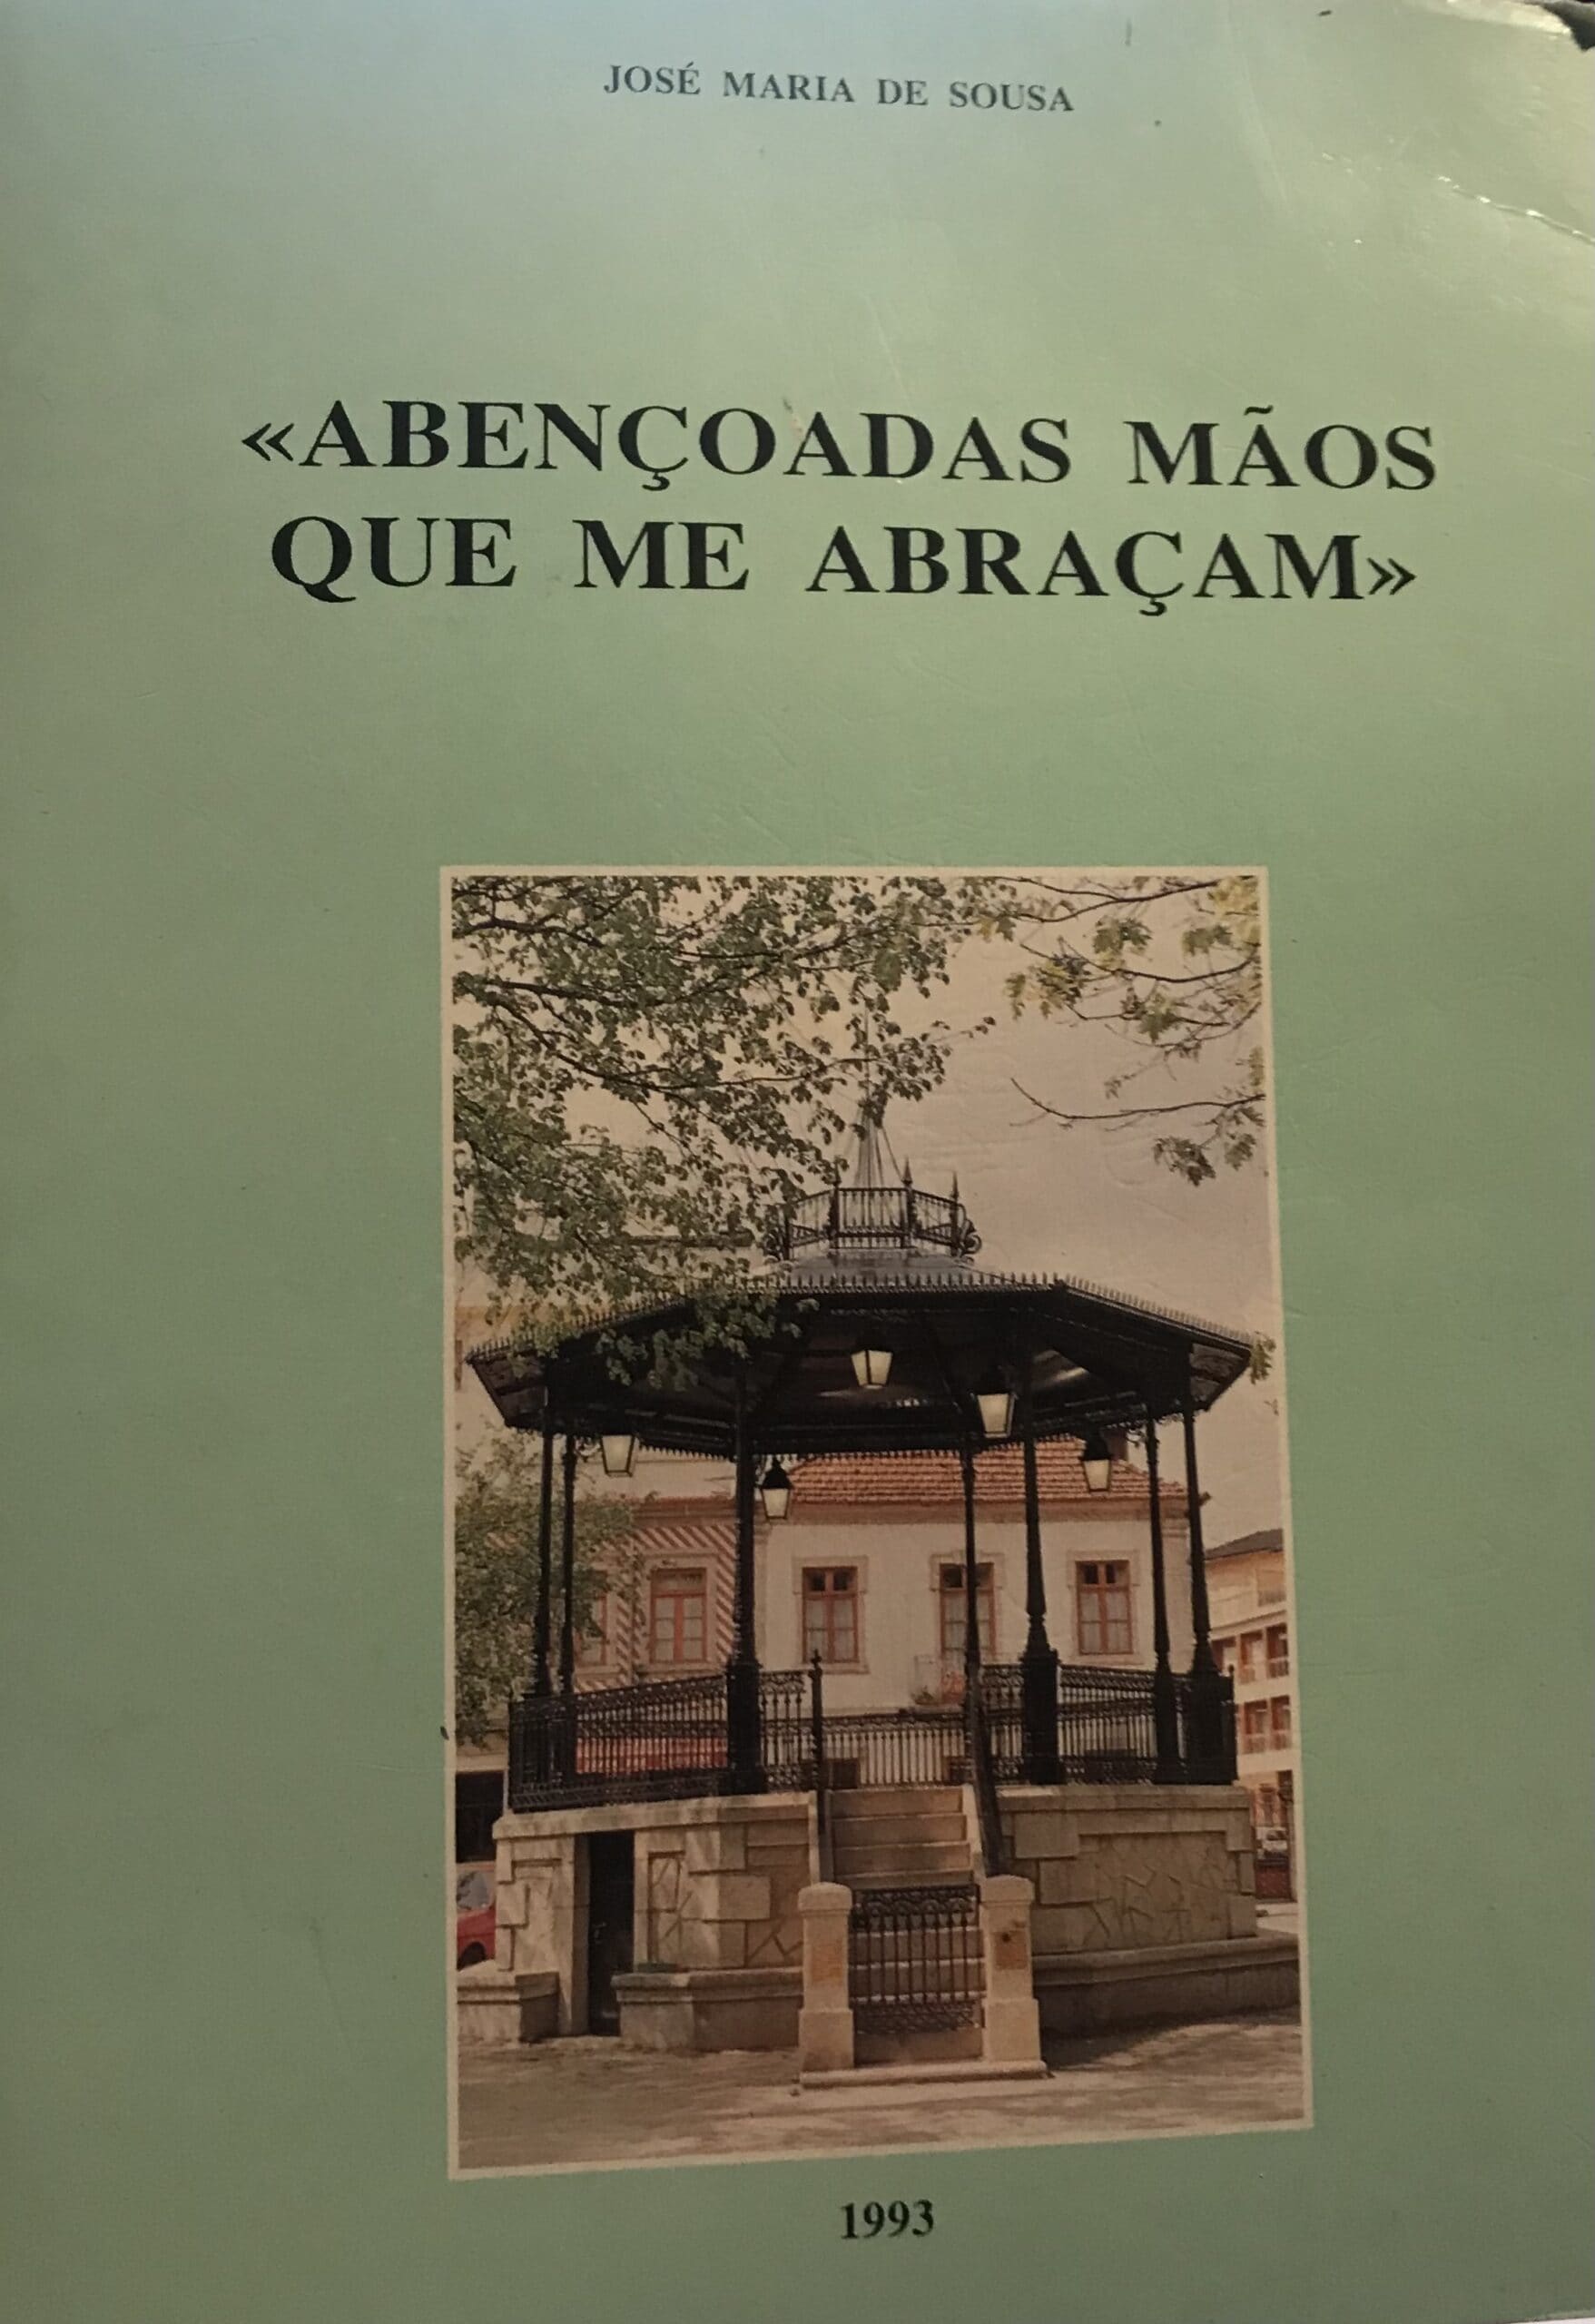 JOSÉ MARIA DE SOUSA
«ABENÇOADAS MÃOS
QUE ME ABRAÇAM»
1993